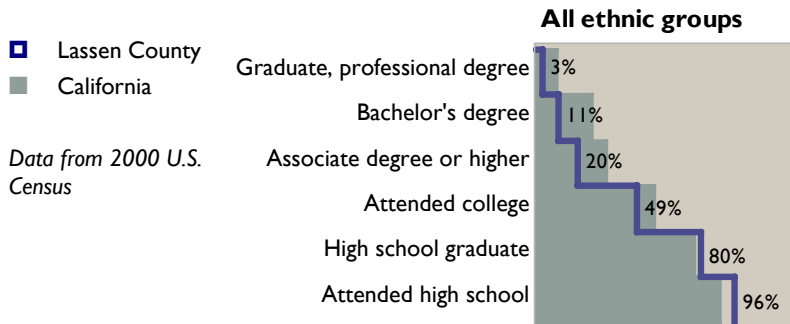 All ethnic groups
Lassen County
California
Data from 2000 U.S.
Census
Graduate, professional degree 3%
Bachelor's degree 11%
Associate degree or higher 20%
Attended college 49%
High school graduate 80%
Attended high school 96%